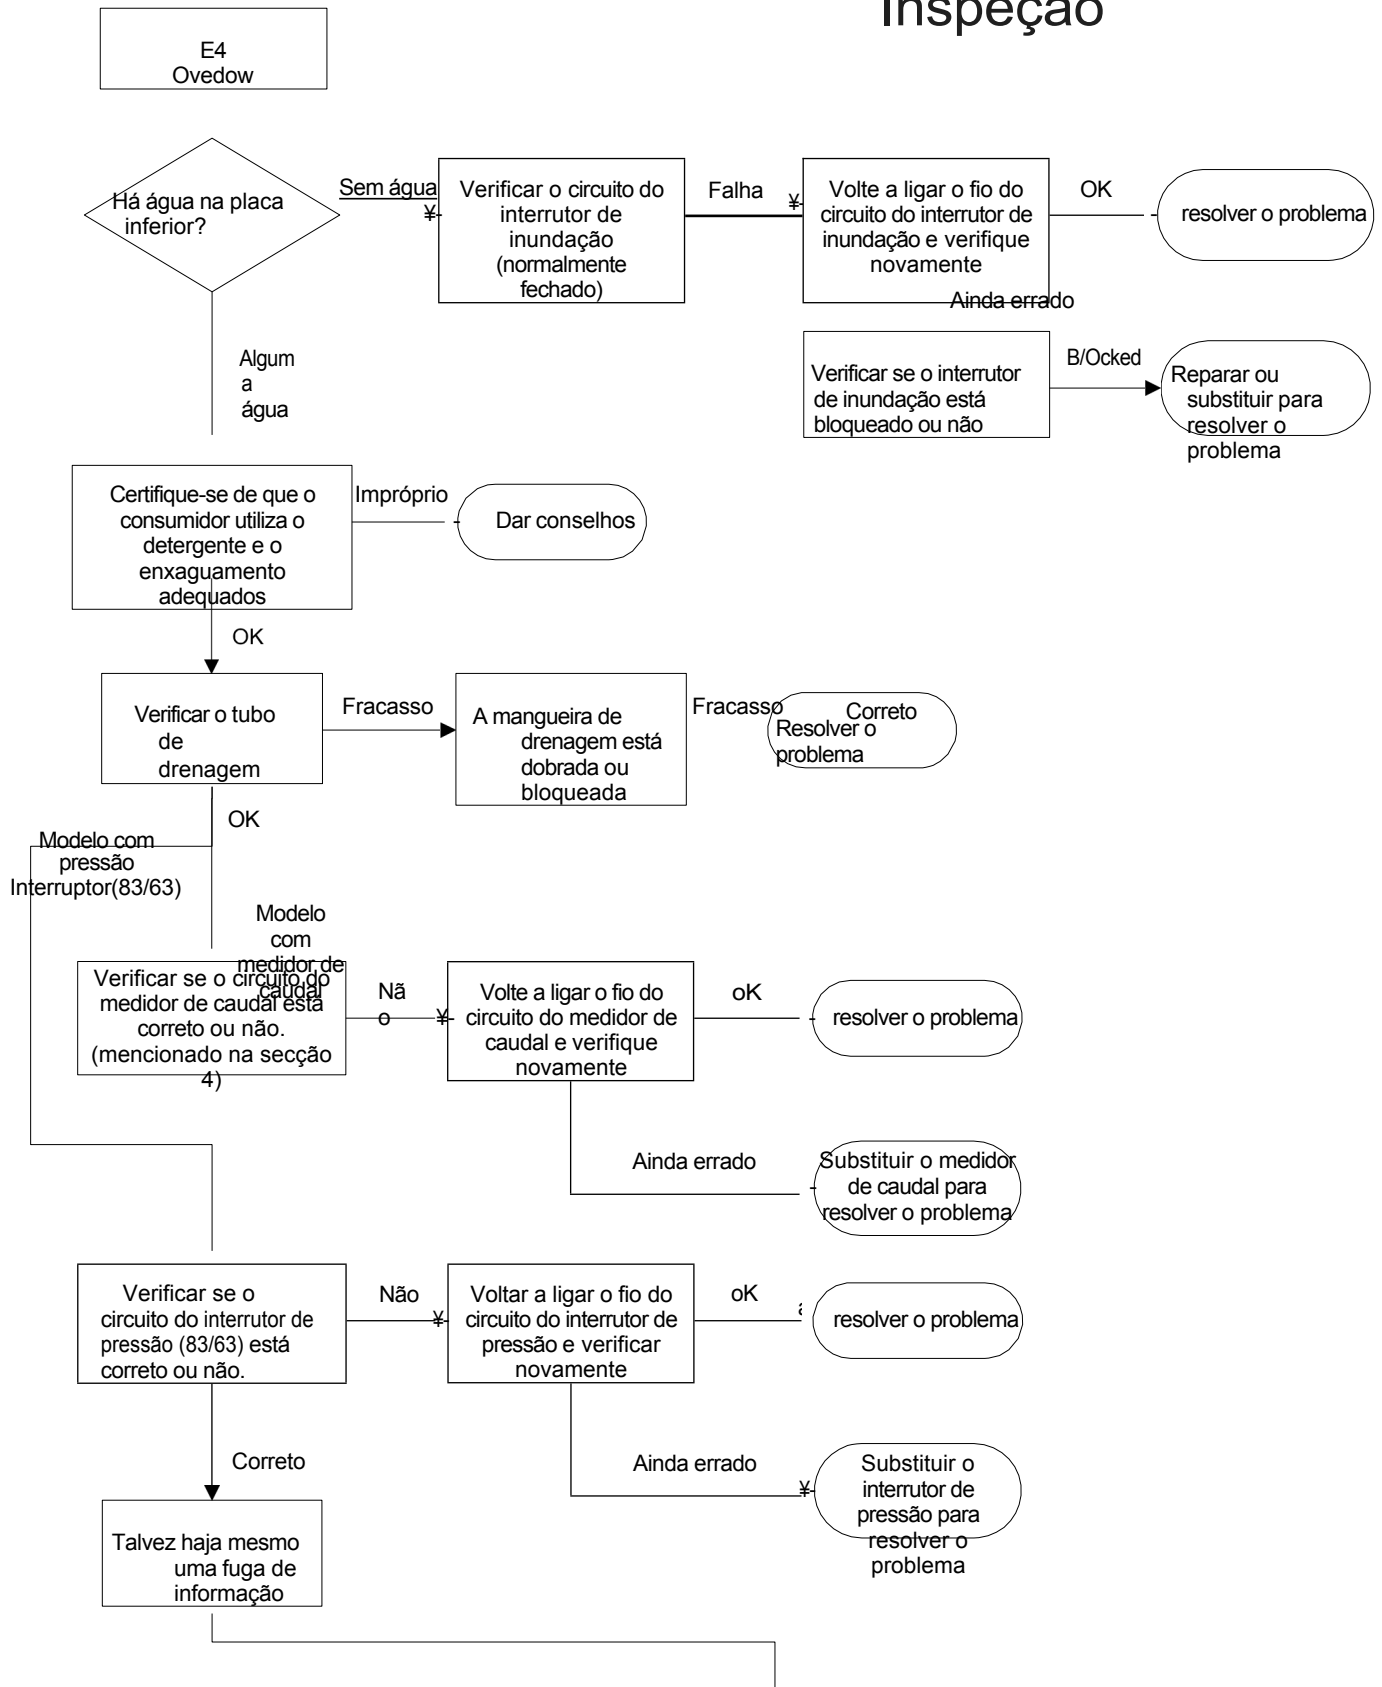 Inspeção
E4
Ovedow
Há água na placa
inferior?
Sem água
¥-
Verificar o circuito do
interrutor de
inundação
(normalmente
fechado)
Falha
¥-
Volte a ligar o fio do
circuito do interrutor de
inundação e verifique
novamente
OK
-
resolver o problema
Ainda errado
Algum
a
água
Verificar se o interrutor
de inundação está
bloqueado ou não
B/Ocked
Reparar ou
substituir para
resolver o
problema
Certifique-se de que o
consumidor utiliza o
detergente e o
enxaguamento
adequados
Impróprio
-
Dar conselhos
OK
Verificar o tubo
de
drenagem
Fracasso
A mangueira de
drenagem está
dobrada ou
bloqueada
Fracasso
Correto
Resolver o
problema
OK
Modelo com
pressão
Interruptor(83/63)
Modelo
com
medidor de
caudal
Verificar se o circuito do
medidor de caudal está
correto ou não.
(mencionado na secção
4)
Nã
o
¥-
Volte a ligar o fio do
circuito do medidor de
caudal e verifique
novamente
oK
-
resolver o problema
Ainda errado
-
Substituir o medidor
de caudal para
resolver o problema
Verificar se o
circuito do interrutor de
pressão (83/63) está
correto ou não.
Não
¥-
Voltar a ligar o fio do
circuito do interrutor de
pressão e verificar
novamente
oK
resolver o problema
Correto
Ainda errado
¥-
Substituir o
interrutor de
pressão para
resolver o
problema
Talvez haja mesmo
uma fuga de
informação